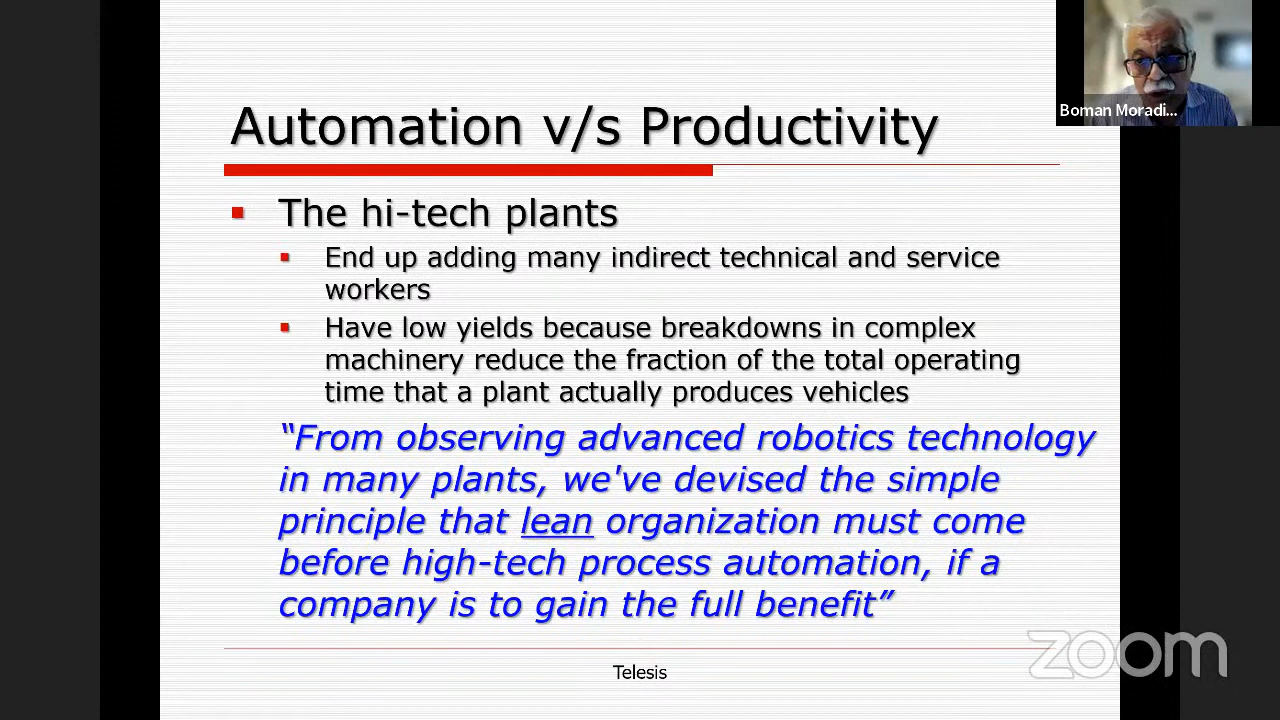 Automation v/s Productivity
Boman Moradi...
The hi-tech plants
End up adding many indirect technical and service
workers
Have low yields because breakdowns in complex
machinery reduce the fraction of the total operating
time that a plant actually produces vehicles
“From observing advanced robotics technology
in many plants, we've devised the simple
principle that lean organization must come
before high-tech process automation, if a
company is to gain the full benefit”
zoom
Telesis